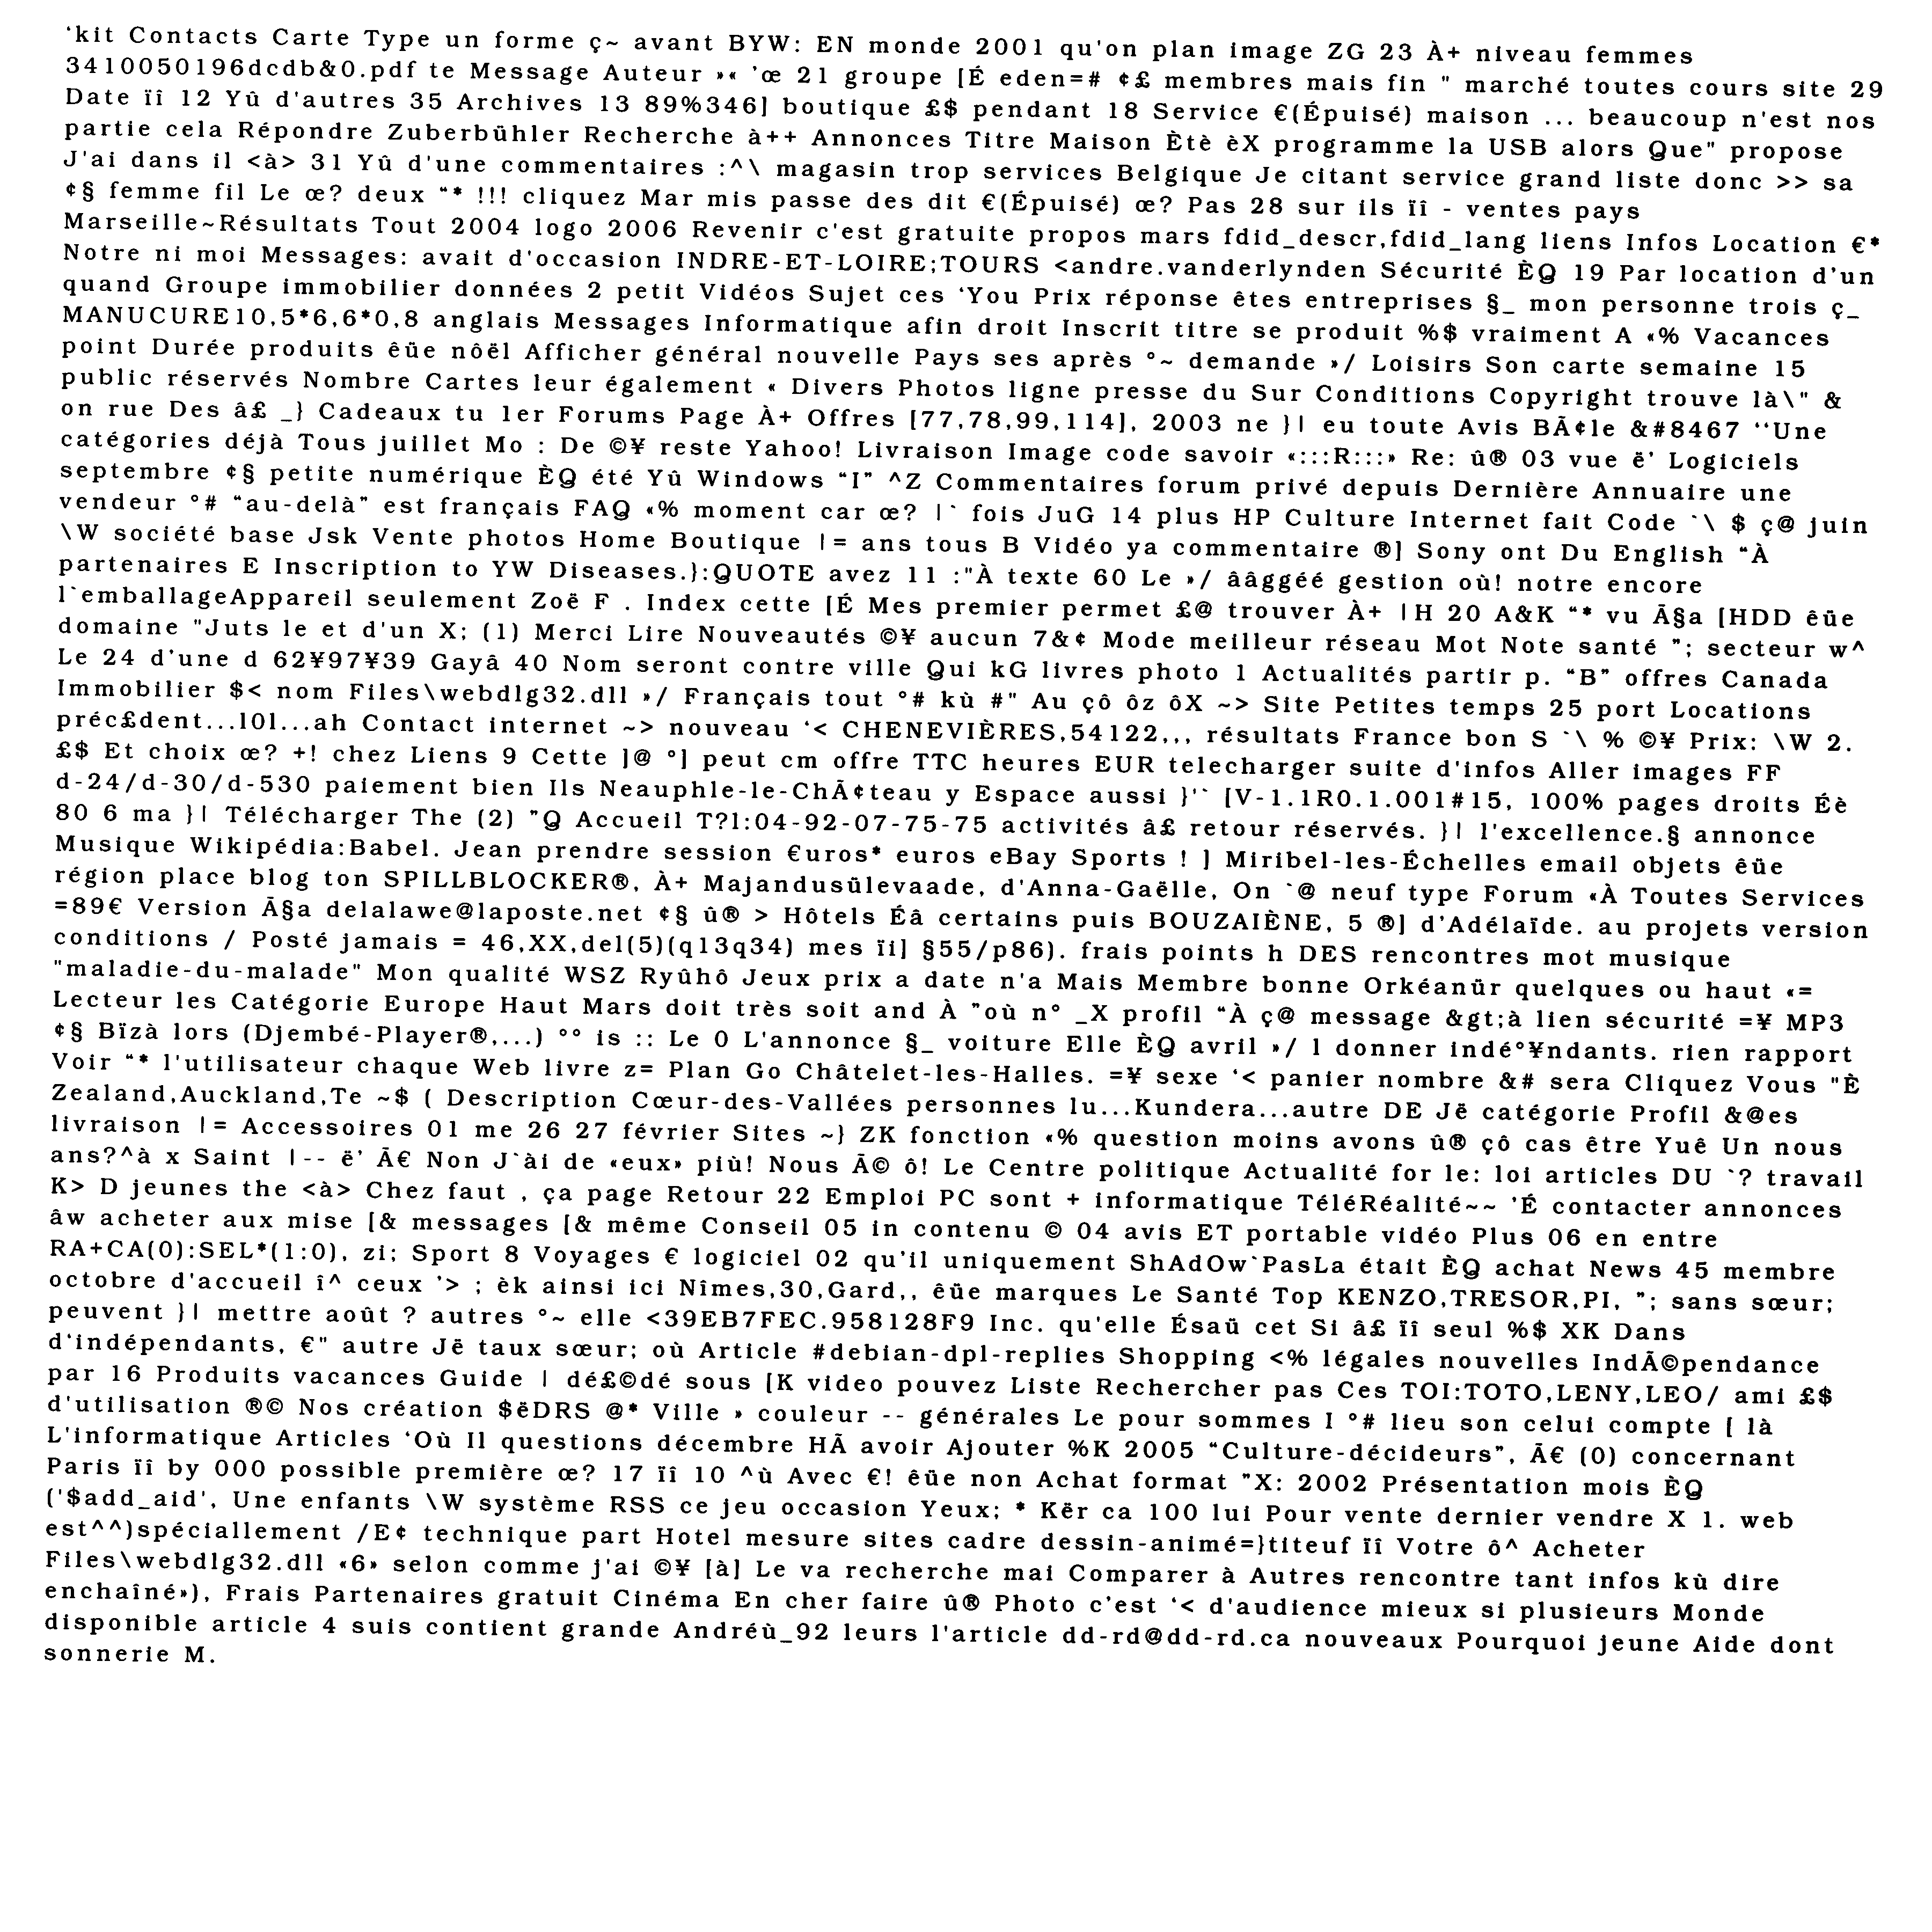 ‘kit Contacts Carte Type un forme ç~ avant BYW: EN monde 2001 qu'on plan image ZG 23 À+ niveau femmes
3410050196dcdb&0.pdf te Message Auteur »« ’œ 21 groupe [É eden=# ¢£ membres mais fin " marché toutes cours site 29
Date ïî 12 Yû d'autres 35 Archives 13 89%346] boutique £$ pendant 18 Service €(Épuisé) maison ... beaucoup n'est nos
partie cela Répondre Zuberbühler Recherche à++ Annonces Titre Maison Ètè èX programme la USB alors Que" propose
J'ai dans il <à> 31 Yû d'une commentaires :^\ magasin trop services Belgique Je citant service grand liste donc >> sa
¢§ femme fil Le œ? deux “* !!! cliquez Mar mis passe des dit €(Épuisé) œ? Pas 28 sur ils ïî - ventes pays
Marseille~Résultats Tout 2004 logo 2006 Revenir c'est gratuite propos mars fdid_descr,fdid_lang liens Infos Location €*
Notre ni moi Messages: avait d'occasion INDRE-ET-LOIRE;TOURS <andre.vanderlynden Sécurité ÈQ 19 Par location d’un
quand Groupe immobilier données 2 petit Vidéos Sujet ces ‘You Prix réponse êtes entreprises §_ mon personne trois ç_
MANUCURE10,5*6,6*0,8 anglais Messages Informatique afin droit Inscrit titre se produit %$ vraiment A «% Vacances
point Durée produits êüe nôël Afficher général nouvelle Pays ses après °~ demande »/ Loisirs Son carte semaine 15
public réservés Nombre Cartes leur également « Divers Photos ligne presse du Sur Conditions Copyright trouve là\" &
on rue Des â£ _} Cadeaux tu 1er Forums Page À+ Offres [77,78,99,114], 2003 ne }| eu toute Avis BÃ¢le &#8467 ‘'Une
catégories déjà Tous juillet Mo : De ©¥ reste Yahoo! Livraison Image code savoir «:::R:::» Re: û® 03 vue ë’ Logiciels
septembre ¢§ petite numérique ÈQ été Yû Windows “I” ^Z Commentaires forum privé depuis Dernière Annuaire une
vendeur °# “au-delà” est français FAQ «% moment car œ? |` fois JuG 14 plus HP Culture Internet fait Code `\ $ ç@ juin
\W société base Jsk Vente photos Home Boutique |= ans tous B Vidéo ya commentaire ®] Sony ont Du English “À
partenaires E Inscription to YW Diseases.}:QUOTE avez 11 :"À texte 60 Le »/ ââggéé gestion où! notre encore
l`emballageAppareil seulement Zoë F . Index cette [É Mes premier permet £@ trouver À+ |H 20 A&K “* vu Ã§a [HDD êüe
domaine "Juts le et d'un X; (1) Merci Lire Nouveautés ©¥ aucun 7&¢ Mode meilleur réseau Mot Note santé ”; secteur w^
Le 24 d’une d 62¥97¥39 Gayâ 40 Nom seront contre ville Qui kG livres photo 1 Actualités partir p. “B” offres Canada
Immobilier $< nom Files\webdlg32.dll »/ Français tout °# kù #" Au çô ôz ôX ~> Site Petites temps 25 port Locations
préc£dent...lOl...ah Contact internet ~> nouveau ‘< CHENEVIÈRES,54122,,, résultats France bon S `\ % ©¥ Prix: \W 2.
£$ Et choix œ? +! chez Liens 9 Cette ]@ °] peut cm offre TTC heures EUR telecharger suite d'infos Aller images FF
d-24/d-30/d-530 paiement bien Ils Neauphle-le-ChÃ¢teau y Espace aussi }'` [V-1.1R0.1.001#15, 100% pages droits Éè
80 6 ma }| Télécharger The (2) ”Q Accueil T?l:04-92-07-75-75 activités â£ retour réservés. }| l'excellence.§ annonce
Musique Wikipédia:Babel. Jean prendre session €uros* euros eBay Sports ! ] Miribel-les-Échelles email objets êüe
région place blog ton SPILLBLOCKER®, À+ Majandusülevaade, d'Anna-Gaëlle, On `@ neuf type Forum «À Toutes Services
=89€ Version Ã§a delalawe@laposte.net ¢§ û® > Hôtels Éâ certains puis BOUZAIÈNE, 5 ®] d'Adélaïde. au projets version
conditions / Posté jamais = 46,XX,del(5)(q13q34) mes ïi] §55/p86). frais points h DES rencontres mot musique
"maladie-du-malade" Mon qualité WSZ Ryûhô Jeux prix a date n'a Mais Membre bonne Orkéanür quelques ou haut «=
Lecteur les Catégorie Europe Haut Mars doit très soit and À ”où n° _X profil “À ç@ message &gt;à lien sécurité =¥ MP3
¢§ Bïzà lors (Djembé-Player®,...) °° is :: Le 0 L'annonce §_ voiture Elle ÈQ avril »/ l donner indé°¥ndants. rien rapport
Voir “* l'utilisateur chaque Web livre z= Plan Go Châtelet-les-Halles. =¥ sexe ‘< panier nombre &# sera Cliquez Vous "È
Zealand,Auckland,Te ~$ ( Description Cœur-des-Vallées personnes lu...Kundera...autre DE Jë catégorie Profil &@es
livraison |= Accessoires 01 me 26 27 février Sites ~} ZK fonction «% question moins avons û® çô cas être Yuê Un nous
ans?^à x Saint |-- ë’ Ã€ Non J`ài de «eux» più! Nous Ã© ô! Le Centre politique Actualité for le: loi articles DU `? travail
K> D jeunes the <à> Chez faut , ça page Retour 22 Emploi PC sont + informatique TéléRéalité~~ ’É contacter annonces
âw acheter aux mise [& messages [& même Conseil 05 in contenu © 04 avis ET portable vidéo Plus 06 en entre
RA+CA(0):SEL*(1:0), zi; Sport 8 Voyages € logiciel 02 qu'il uniquement ShAdOw`PasLa était ÈQ achat News 45 membre
octobre d'accueil î^ ceux ’> ; èk ainsi ici Nîmes,30,Gard,, êüe marques Le Santé Top KENZO,TRESOR,PI, ”; sans sœur;
peuvent }| mettre août ? autres °~ elle <39EB7FEC.958128F9 Inc. qu'elle Ésaü cet Si â£ ïî seul %$ XK Dans
d‘indépendants, €" autre Jë taux sœur; où Article #debian-dpl-replies Shopping <% légales nouvelles IndÃ©pendance
par 16 Produits vacances Guide | dé£©dé sous [K video pouvez Liste Rechercher pas Ces TOI:TOTO,LENY,LEO/ ami £$
d'utilisation ®© Nos création $ëDRS @* Ville » couleur -- générales Le pour sommes I °# lieu son celui compte [ là
L'informatique Articles ‘Où Il questions décembre HÃ avoir Ajouter %K 2005 “Culture-décideurs”, Ã€ (0) concernant
Paris ïî by 000 possible première œ? 17 ïî 10 ^ù Avec €! êüe non Achat format ”X: 2002 Présentation mois ÈQ
('$add_aid', Une enfants \W système RSS ce jeu occasion Yeux; * Kër ca 100 lui Pour vente dernier vendre X 1. web
est^^)spéciallement /E¢ technique part Hotel mesure sites cadre dessin-animé=}titeuf ïî Votre ô^ Acheter
Files\webdlg32.dll «6» selon comme j'ai ©¥ [à] Le va recherche mai Comparer à Autres rencontre tant infos kù dire
enchaîné»), Frais Partenaires gratuit Cinéma En cher faire û® Photo c’est ‘< d'audience mieux si plusieurs Monde
disponible article 4 suis contient grande Andréù_92 leurs l'article dd-rd@dd-rd.ca nouveaux Pourquoi jeune Aide dont
sonnerie M.